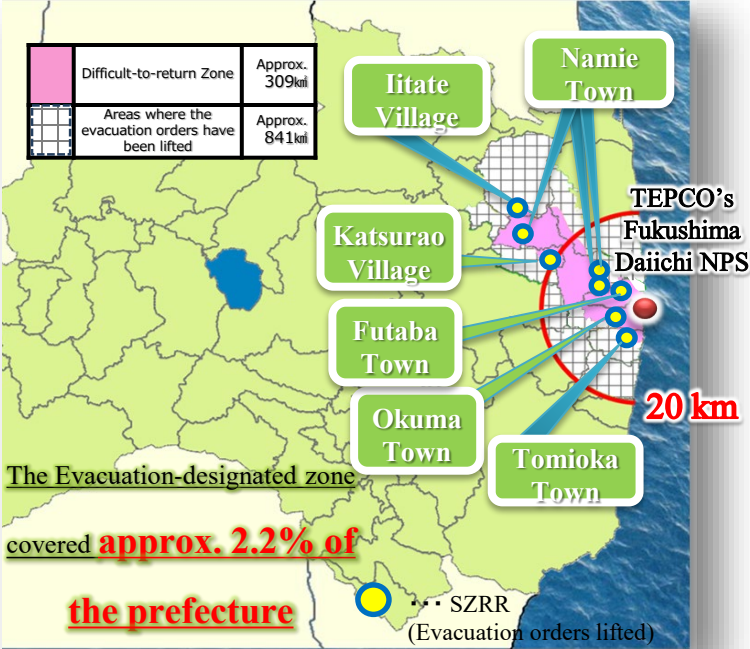 Difficult-to-return Zone
Approx.
309㎢
Areas where the
evacuation orders have
been lifted
Approx.
841㎢
Iitate
Village
Namie
Town
TEPCO's
Fukushima
Daiichi NPS
Katsurao
Village
Futaba
Town
Okuma
Town
20 km
Tomioka
Town
The Evacuation-designated zone
covered approx. 2.2% of
the prefecture
… SZRR
(Evacuation orders lifted)